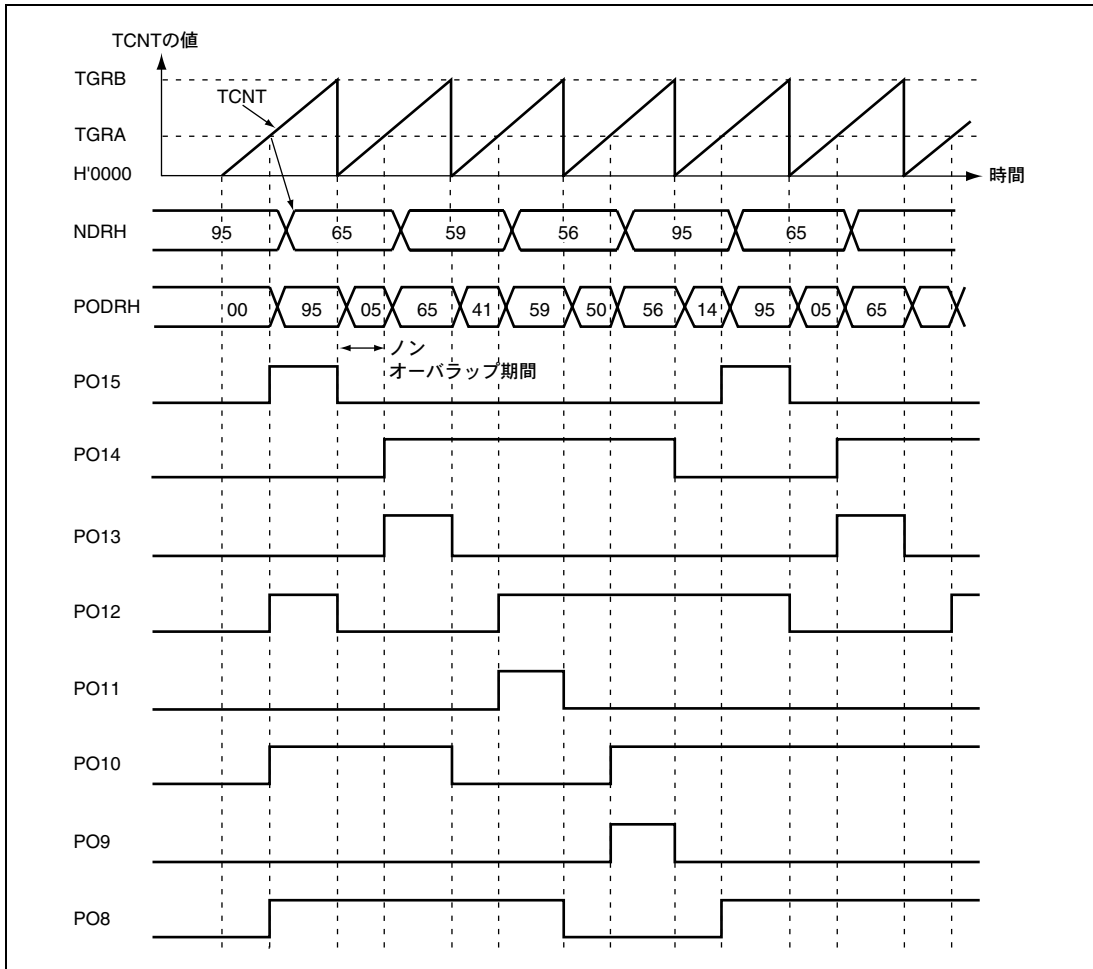 TCNTの値
TGRB
TCNT
TGRA
H'0000
時間
NDRH 95 65 59 56 95 65
PODRH 00 95 05 65 41 59 50 56 14 95 05 65
ノン
オーバラップ期間
PO15
PO14
PO13
PO12
PO11
PO10
PO9
PO8